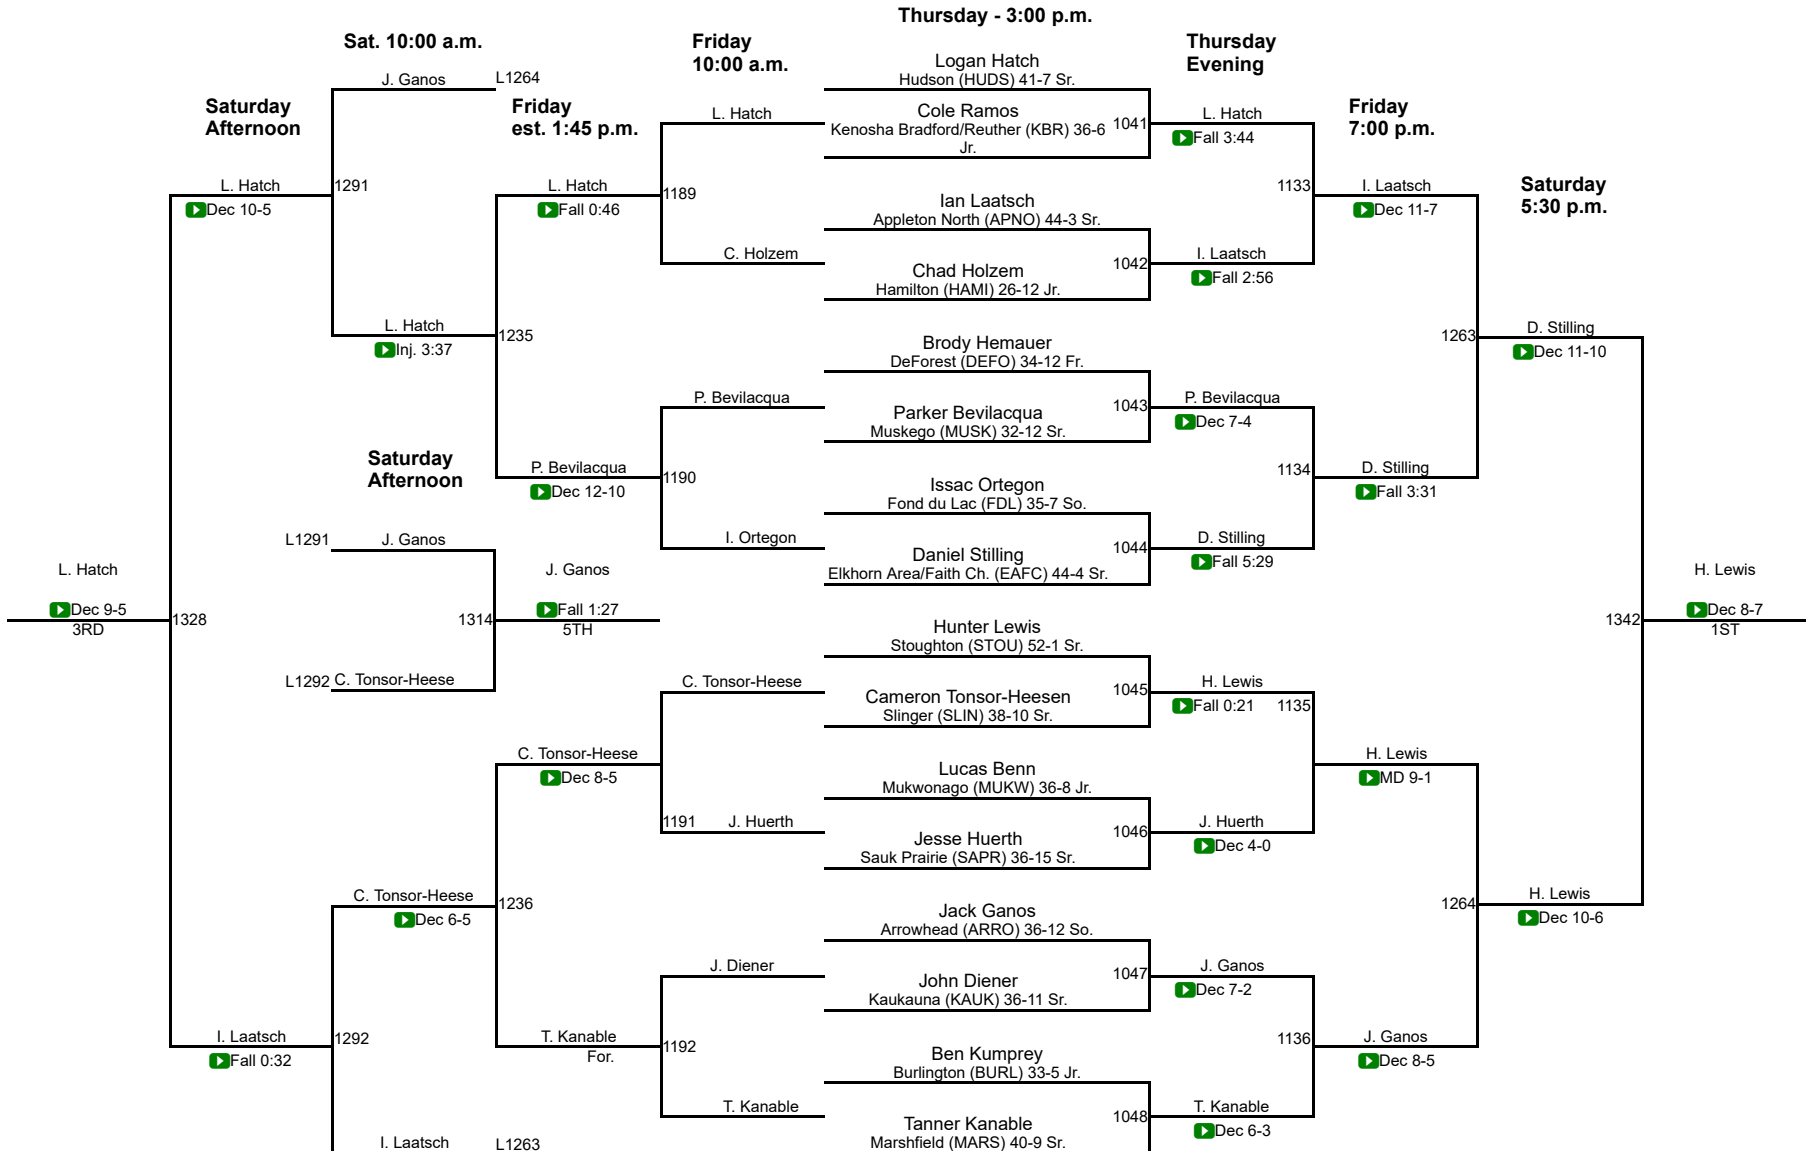 Thursday - 3:00 p.m.
Sat. 10:00 a.m.
Friday
10:00 a.m.
Thursday
Evening
Logan Hatch
Hudson (HUDS) 41-7 Sr.
J. Ganos
L1264
Saturday
Afternoon
Friday
est. 1:45 p.m.
L. Hatch
Cole Ramos
Kenosha Bradford/Reuther (KBR) 36-6
Jr.
1041
L. Hatch
Fall 3:44
Friday
7:00 p.m.
L. Hatch
Dec 10-5
1291
L. Hatch
Fall 0:46
1189
Ian Laatsch
Appleton North (APNO) 44-3 Sr.
1133
I. Laatsch
Dec 11-7
Saturday
5:30 p.m.
C. Holzem
Chad Holzem
Hamilton (HAMI) 26-12 Jr.
1042
I. Laatsch
Fall 2:56
L. Hatch
Inj. 3:37
1235
Brody Hemauer
DeForest (DEFO) 34-12 Fr.
1263
D. Stilling
Dec 11-10
P. Bevilacqua
Parker Bevilacqua
Muskego (MUSK) 32-12 Sr.
1043
P. Bevilacqua
Dec 7-4
Saturday
Afternoon
P. Bevilacqua
Dec 12-10
1190
Issac Ortegon
Fond du Lac (FDL) 35-7 So.
1134
D. Stilling
Fall 3:31
L1291
J. Ganos
I. Ortegon
Daniel Stilling
Elkhorn Area/Faith Ch. (EAFC) 44-4 Sr.
1044
D. Stilling
Fall 5:29
L. Hatch
Dec 9-5
3RD
1328
1314
J. Ganos
Fall 1:27
5TH
Hunter Lewis
Stoughton (STOU) 52-1 Sr.
1342
H. Lewis
Dec 8-7
1ST
L1292
C. Tonsor-Heese
C. Tonsor-Heese
Cameron Tonsor-Heesen
Slinger (SLIN) 38-10 Sr.
1045
H. Lewis
Fall 0:21
1135
C. Tonsor-Heese
Dec 8-5
Lucas Benn
Mukwonago (MUKW) 36-8 Jr.
H. Lewis
MD 9-1
1191
J. Huerth
Jesse Huerth
Sauk Prairie (SAPR) 36-15 Sr.
1046
J. Huerth
Dec 4-0
C. Tonsor-Heese
Dec 6-5
1236
Jack Ganos
Arrowhead (ARRO) 36-12 So.
1264
H. Lewis
Dec 10-6
J. Diener
John Diener
Kaukauna (KAUK) 36-11 Sr.
1047
J. Ganos
Dec 7-2
I. Laatsch
Fall 0:32
1292
T. Kanable
For.
1192
Ben Kumprey
Burlington (BURL) 33-5 Jr.
1136
J. Ganos
Dec 8-5
T. Kanable
Tanner Kanable
Marshfield (MARS) 40-9 Sr.
1048
T. Kanable
Dec 6-3
I. Laatsch
L1263